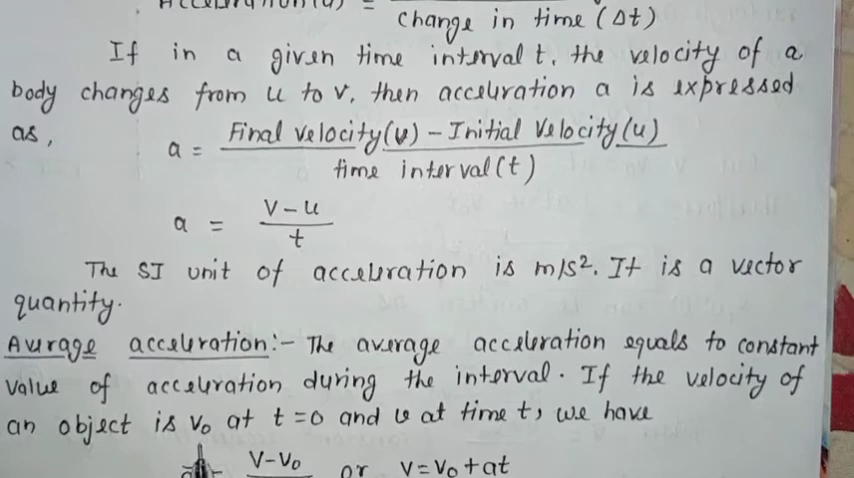 Acceleration(a) =
change in time (Δt)
If in a given time interval t, the velocity of a
body changes from u to v, then acceleration a is expressed
as,
a = Final velocity(v) – Initial velocity(u)
time interval(t)
a = v – u
t
The SI unit of acceleration is m/s². It is a vector
quantity.
Average acceleration:– The average acceleration equals to constant
value of acceleration during the interval. If the velocity of
an object is v₀ at t = 0 and v at time t, we have
v–v₀ or v = v₀ + at